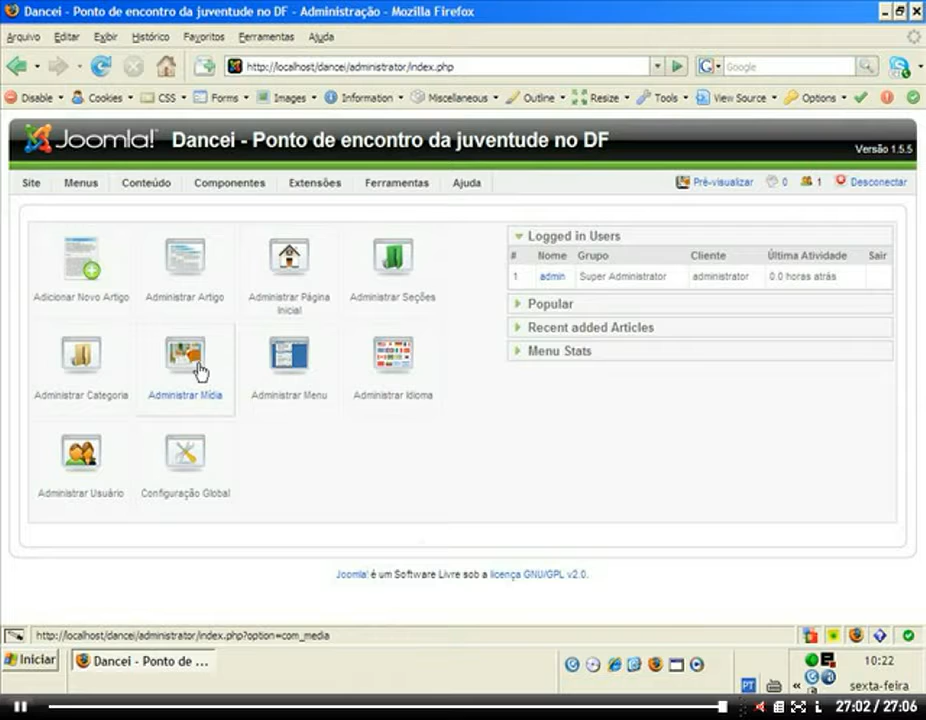 Dancei - Ponto de encontro da juventude no DF - Administração - Mozilla Firefox
Arquivo Editar Exibir Histórico Favoritos Ferramentas Ajuda
http://localhost/dancei/administrator/index.php Google
Disable Cookies CSS Forms Images Information Miscellaneous Outline Resize Tools View Source Options
Joomla! Dancei - Ponto de encontro da juventude no DF
Versão 1.5.5
Site Menus Conteúdo Componentes Extensões Ferramentas Ajuda Pré-visualizar 0 1 Desconectar
Adicionar Novo Artigo
Administrar Artigo
Administrar Página
Inicial
Administrar Seções
Administrar Categoria
Administrar Mídia
Administrar Menu
Administrar Idioma
Administrar Usuário
Configuração Global
Logged in Users
# Nome Grupo Cliente Última Atividade Sair
1 admin Super Administrator administrator 0.0 horas atrás
Popular
Recent added Articles
Menu Stats
Joomla! é um Software Livre sob a licença GNU/GPL v2.0.
http://localhost/dancei/administrator/index.php?option=com_media
Iniciar
Dancei - Ponto de ...
PT
«
10:22
sexta-feira
27:02 / 27:06